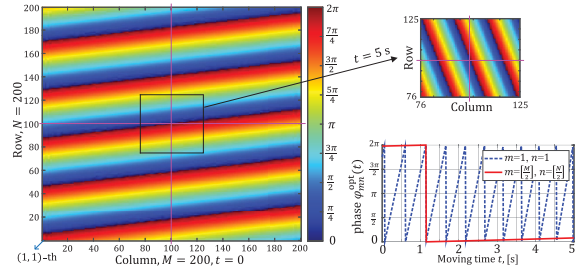 200
180
160
140
120
100
80
60
40
20
Row, N = 200
(1, 1)-th
20 40 60 80 100 120 140 160 180 200
Column, M = 200, t = 0
2π
7π/4
3π/2
5π/4
π
3π/4
π/2
π/4
0
t = 5 s
125
Row
76
76 Column 125
2π
3π/2
π
π/2
0
phase φ_mn^opt(t)
m=1, n=1
m=[M/2], n=[N/2]
0 1 2 3 4 5
Moving time t, [s]